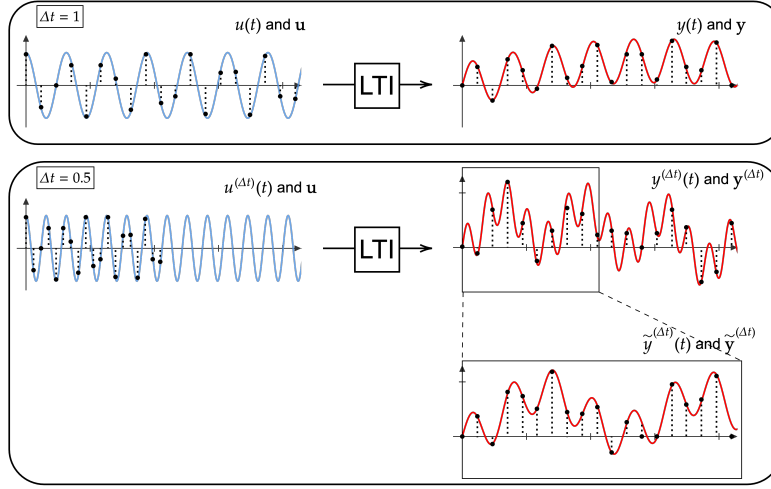 Δt = 1
u(t) and u
LTI
y(t) and y
Δt = 0.5
u^(Δt)(t) and u
LTI
y^(Δt)(t) and y^(Δt)
ỹ^(Δt)(t) and ỹ^(Δt)